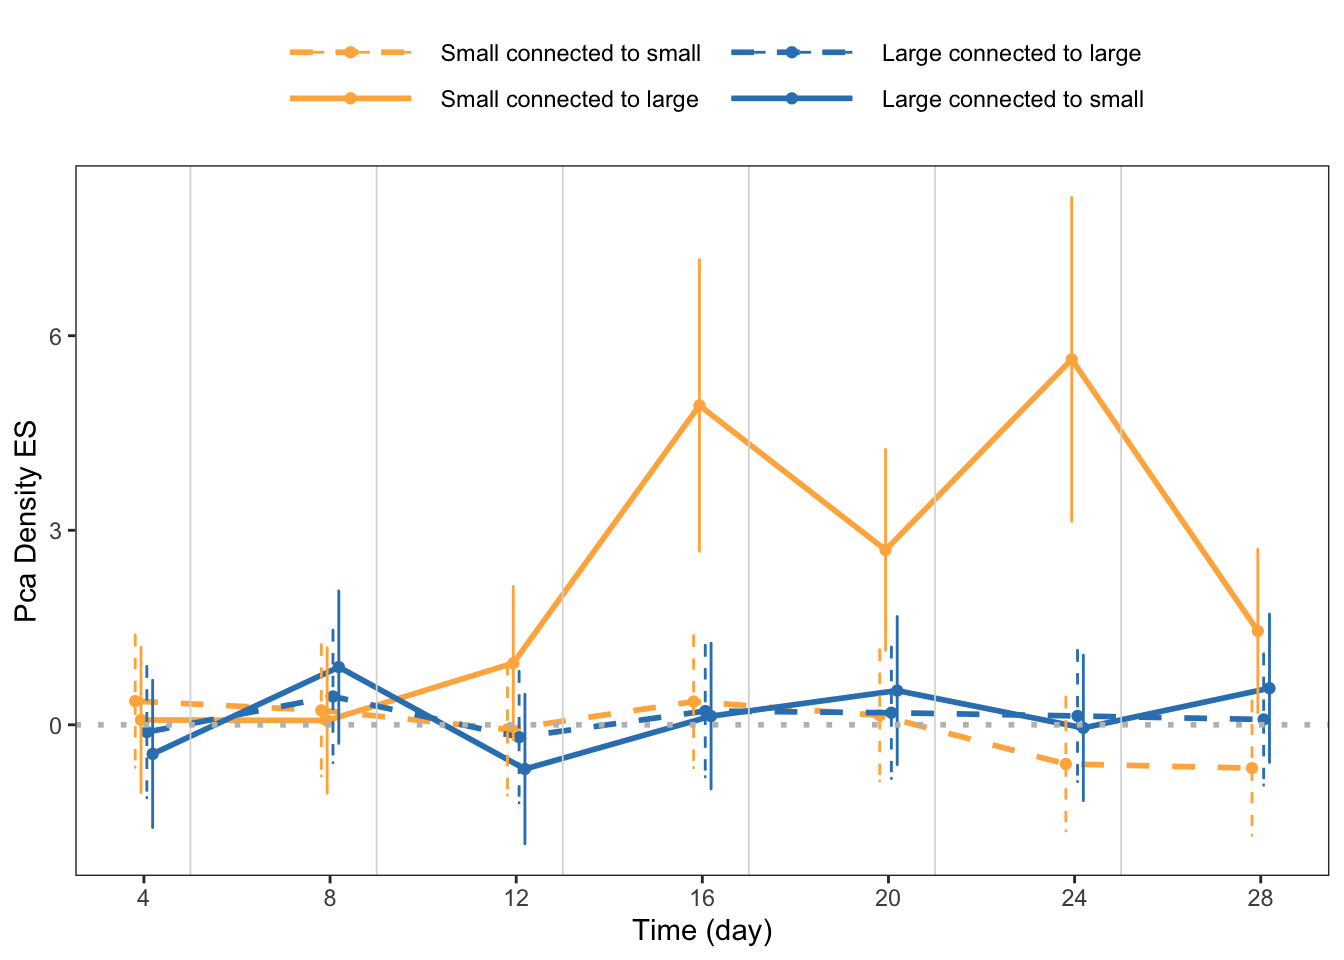 Small connected to small
Large connected to large
Small connected to large
Large connected to small
Pca Density ES
6
3
0
4 8 12 16 20 24 28
Time (day)